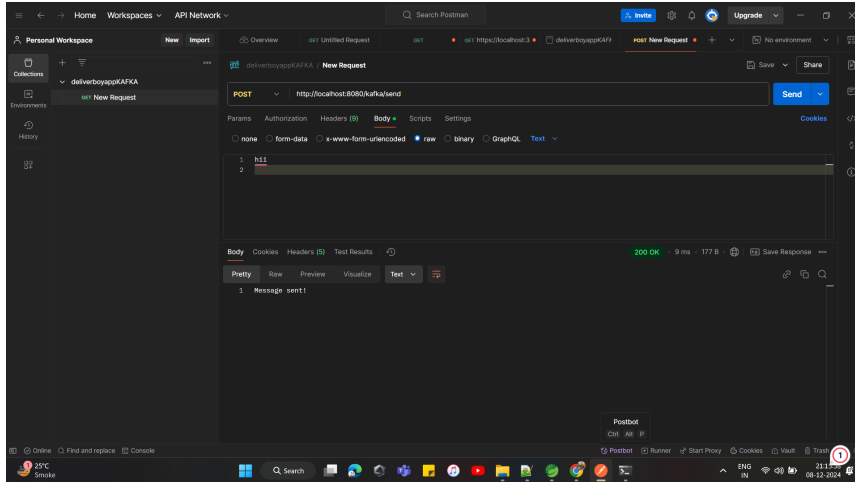 Home Workspaces API Network Search Postman Invite Upgrade
Personal Workspace New Import Overview GET Untitled Request GET GET https://localhost:3 deliverboyappKAFK POST New Request No environment
Collections
deliverboyappKAFKA
GET New Request
Environments
History
HTTP deliverboyappKAFKA / New Request Save Share
POST http://localhost:8080/kafka/send Send
Params Authorization Headers (9) Body Scripts Settings Cookies
none form-data x-www-form-urlencoded raw binary GraphQL Text
1 hii
2
Body Cookies Headers (5) Test Results 200 OK 9 ms 177 B Save Response
Pretty Raw Preview Visualize Text
1 Message sent!
Postbot
Ctrl Alt P
Online Find and replace Console Postbot Runner Start Proxy Cookies Vault Trash
1
25°C
Smoke
Search
ENG
IN
08-12-2024